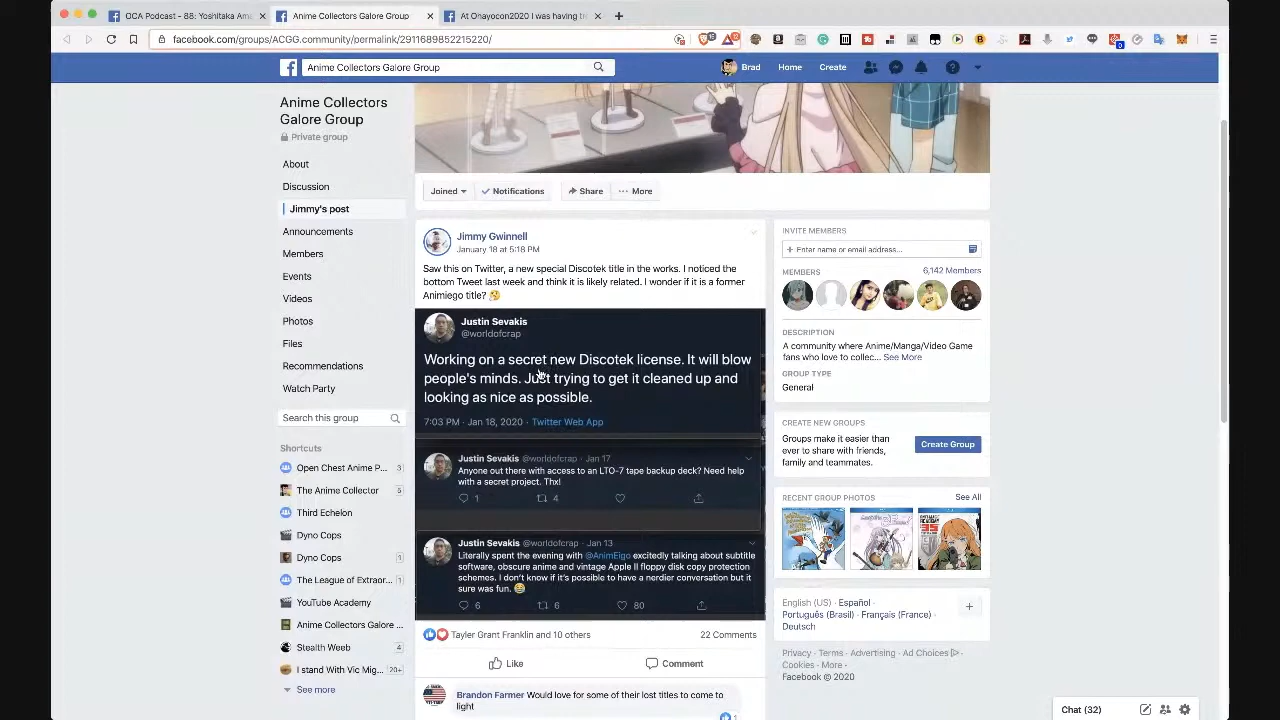 OCA Podcast - 88: Yoshitaka Am
Anime Collectors Galore Group
At Ohayocon2020 I was having t
facebook.com/groups/ACGG.community/permalink/2911689852215220/
Anime Collectors Galore Group
Brad
Home
Create
Anime Collectors
Galore Group
Private group
About
Discussion
Jimmy's post
Announcements
Members
Events
Videos
Photos
Files
Recommendations
Watch Party
Search this group
Shortcuts
Open Chest Anime P... 3
The Anime Collector 5
Third Echelon
Dyno Cops
Dyno Cops 1
The League of Extraor... 1
YouTube Academy
Anime Collectors Galore ...
Stealth Weeb 4
I stand With Vic Mig... 20+
See more
Joined
Notifications
Share
More
Jimmy Gwinnell
January 18 at 5:18 PM
Saw this on Twitter, a new special Discotek title in the works. I noticed the
bottom Tweet last week and think it is likely related. I wonder if it is a former
Animiego title? 🤔
Justin Sevakis
@worldofcrap
Working on a secret new Discotek license. It will blow
people's minds. Just trying to get it cleaned up and
looking as nice as possible.
7:03 PM · Jan 18, 2020 · Twitter Web App
Justin Sevakis @worldofcrap · Jan 17
Anyone out there with access to an LTO-7 tape backup deck? Need help
with a secret project. Thx!
1 4
Justin Sevakis @worldofcrap · Jan 13
Literally spent the evening with @AnimEigo excitedly talking about subtitle
software, obscure anime and vintage Apple II floppy disk copy protection
schemes. I don't know if it's possible to have a nerdier conversation but it
sure was fun. 😂
6 6 80
Tayler Grant Franklin and 10 others
22 Comments
Like
Comment
Brandon Farmer Would love for some of their lost titles to come to
light
1
INVITE MEMBERS
+ Enter name or email address...
MEMBERS
6,142 Members
DESCRIPTION
A community where Anime/Manga/Video Game
fans who love to collec... See More
GROUP TYPE
General
CREATE NEW GROUPS
Groups make it easier than
ever to share with friends,
family and teammates.
Create Group
RECENT GROUP PHOTOS
See All
English (US) · Español ·
Português (Brasil) · Français (France) ·
Deutsch
Privacy · Terms · Advertising · Ad Choices ·
Cookies · More
Facebook © 2020
Chat (32)